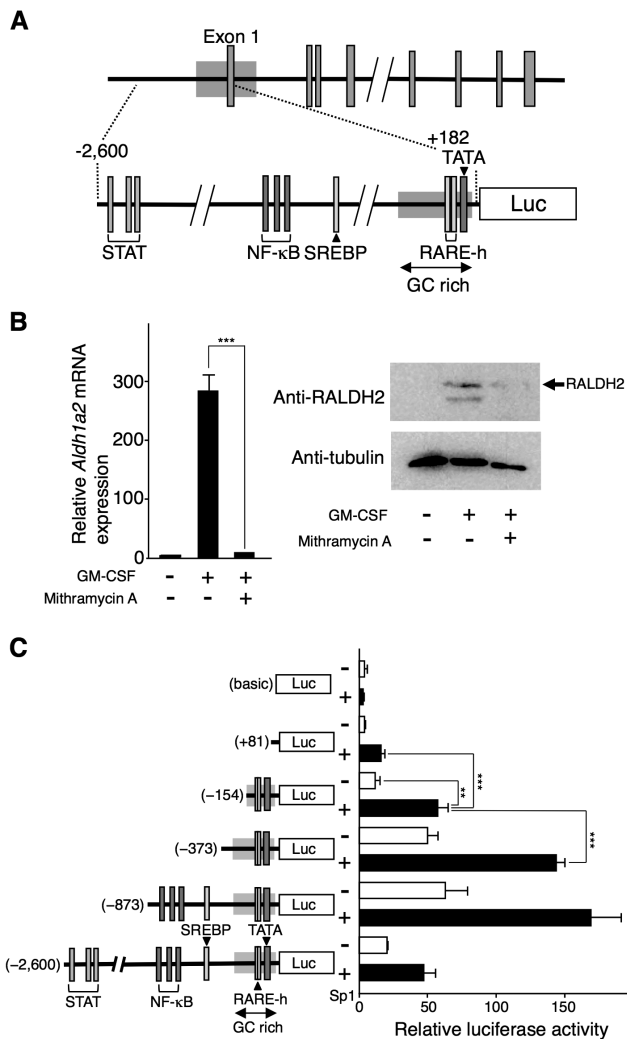 A
Exon 1
-2,600
+182
TATA
Luc
STAT
NF-κB
SREBP
RARE-h
GC rich
B
Relative Aldh1a2 mRNA
expression
300
200
100
0
***
GM-CSF - + +
Mithramycin A - - +
Anti-RALDH2
RALDH2
Anti-tubulin
GM-CSF - + +
Mithramycin A - - +
C
(basic) Luc - +
(+81) Luc - +
(−154) Luc - +
(−373) Luc - +
(−873) Luc - +
SREBP TATA
(−2,600) Luc - +
** *** ***
STAT NF-κB RARE-h
GC rich
Sp1
0 50 100 150
Relative luciferase activity